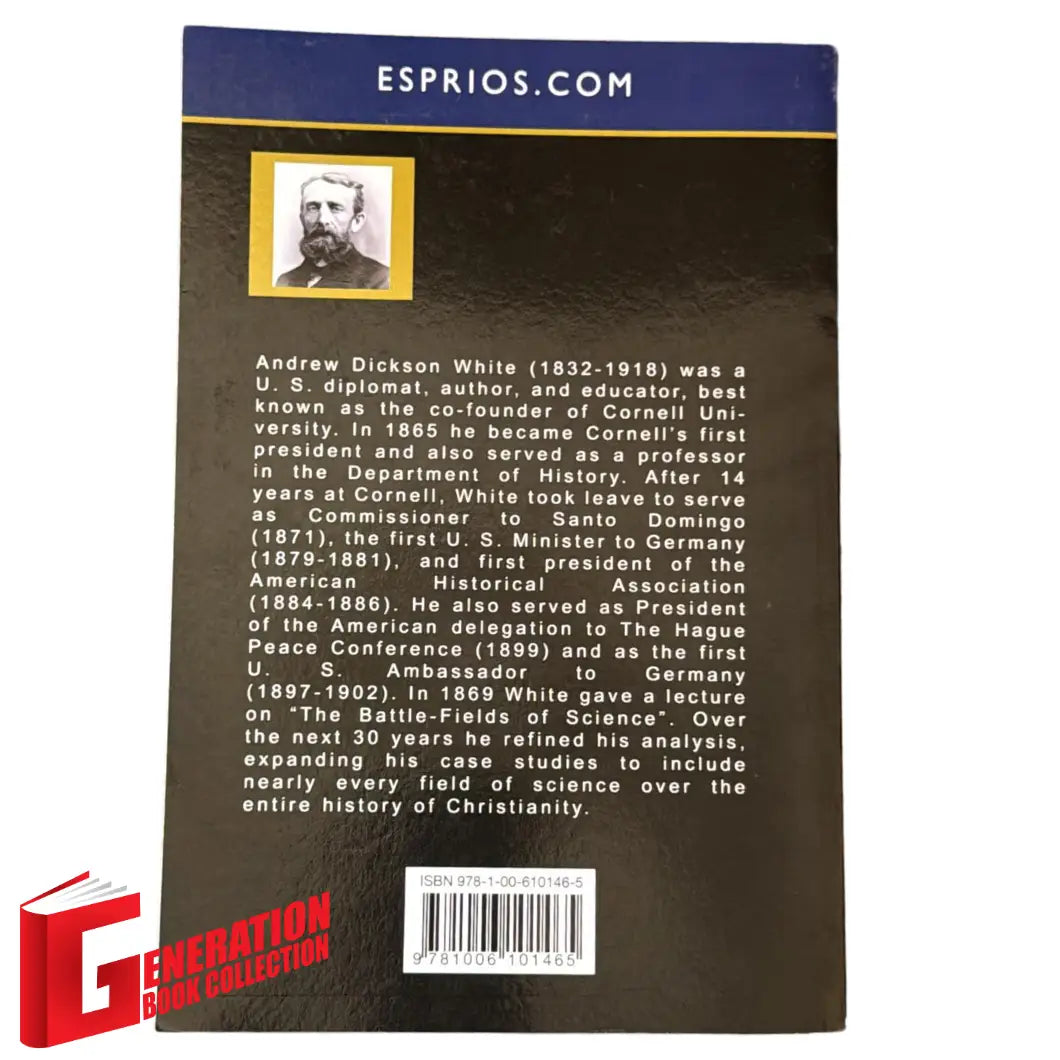 ESPRIOS.COM
Andrew Dickson White (1832-1918) was a
U. S. diplomat, author, and educator, best
known as the co-founder of Cornell Uni-
versity. In 1865 he became Cornell's first
president and also served as a professor
in the Department of History. After 14
years at Cornell, White took leave to serve
as Commissioner to Santo Domingo
(1871), the first U. S. Minister to Germany
(1879-1881), and first president of the
American Historical Association
(1884-1886). He also served as President
of the American delegation to The Hague
Peace Conference (1899) and as the first
U. S. Ambassador to Germany
(1897-1902). In 1869 White gave a lecture
on “The Battle-Fields of Science”. Over
the next 30 years he refined his analysis,
expanding his case studies to include
nearly every field of science over the
entire history of Christianity.
ISBN 978-1-00-610146-5
9 781006 101465
GENERATION
BOOK COLLECTION